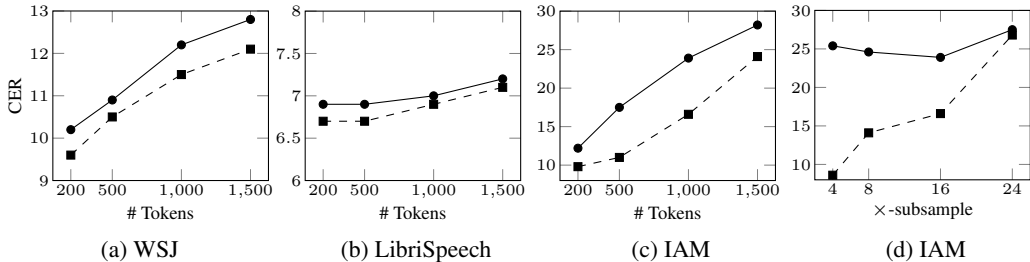 CER
13
12
11
10
9
200 500 1,000 1,500
# Tokens
(a) WSJ
8
7.5
7
6.5
6
200 500 1,000 1,500
# Tokens
(b) LibriSpeech
30
25
20
15
10
200 500 1,000 1,500
# Tokens
(c) IAM
30
25
20
15
10
4 8 16 24
×-subsample
(d) IAM